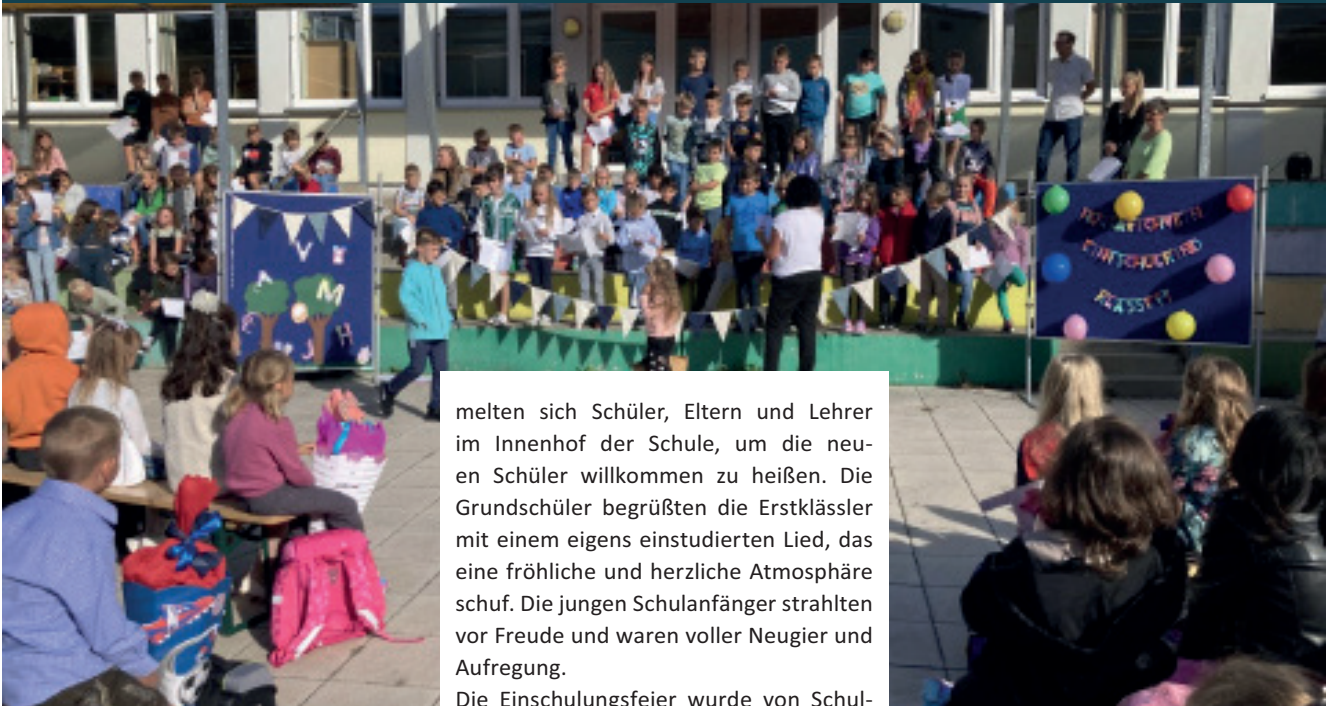 V
A M
H
melten sich Schüler, Eltern und Lehrer
im Innenhof der Schule, um die neu-
en Schüler willkommen zu heißen. Die
Grundschüler begrüßten die Erstklässler
mit einem eigens einstudierten Lied, das
eine fröhliche und herzliche Atmosphäre
schuf. Die jungen Schulanfänger strahlten
vor Freude und waren voller Neugier und
Aufregung.
Die Einschulungsfeier wurde von Schul-